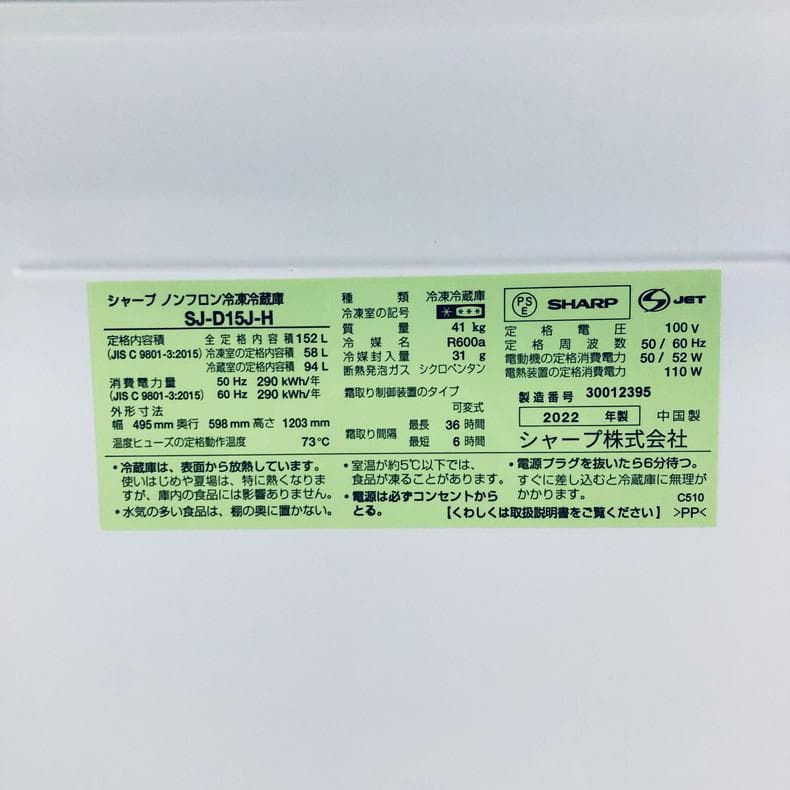 シャープ ノンフロン冷凍冷蔵庫
SJ-D15J-H
定格内容積 全定格内容積 152 L
(JIS C 9801-3:2015) 冷凍室の定格内容積 58 L
冷蔵室の定格内容積 94 L
消費電力量 50 Hz 290 kWh/年
(JIS C 9801-3:2015) 60 Hz 290 kWh/年
外形寸法
幅 495 mm 奥行 598 mm 高さ 1203 mm
温度ヒューズの定格動作温度 73℃
種類 冷凍冷蔵庫
冷凍室の記号 * ***
質量 41 kg
冷媒名 R600a
冷媒封入量 31 g
断熱発泡ガス シクロペンタン
霜取り制御装置のタイプ
可変式
霜取り間隔 最長 36 時間
最短 6 時間
PSE SHARP JET
定格電圧 100 V
定格周波数 50 / 60 Hz
電動機の定格消費電力 50 / 52 W
電熱装置の定格消費電力 110 W
製造番号 30012395
2022 年製 中国製
シャープ株式会社
・冷蔵庫は、表面から放熱しています。
使いはじめや夏場は、特に熱くなりま
すが、庫内の食品には影響ありません。
・水気の多い食品は、棚の奥に置かない。
・室温が約5℃以下では、
食品が凍ることがあります。
・電源は必ずコンセントから
とる。
・電源プラグを抜いたら6分待つ。
すぐに差し込むと冷蔵庫に無理が
かかります。 C510
【くわしくは取扱説明書をご覧ください】 >PP<